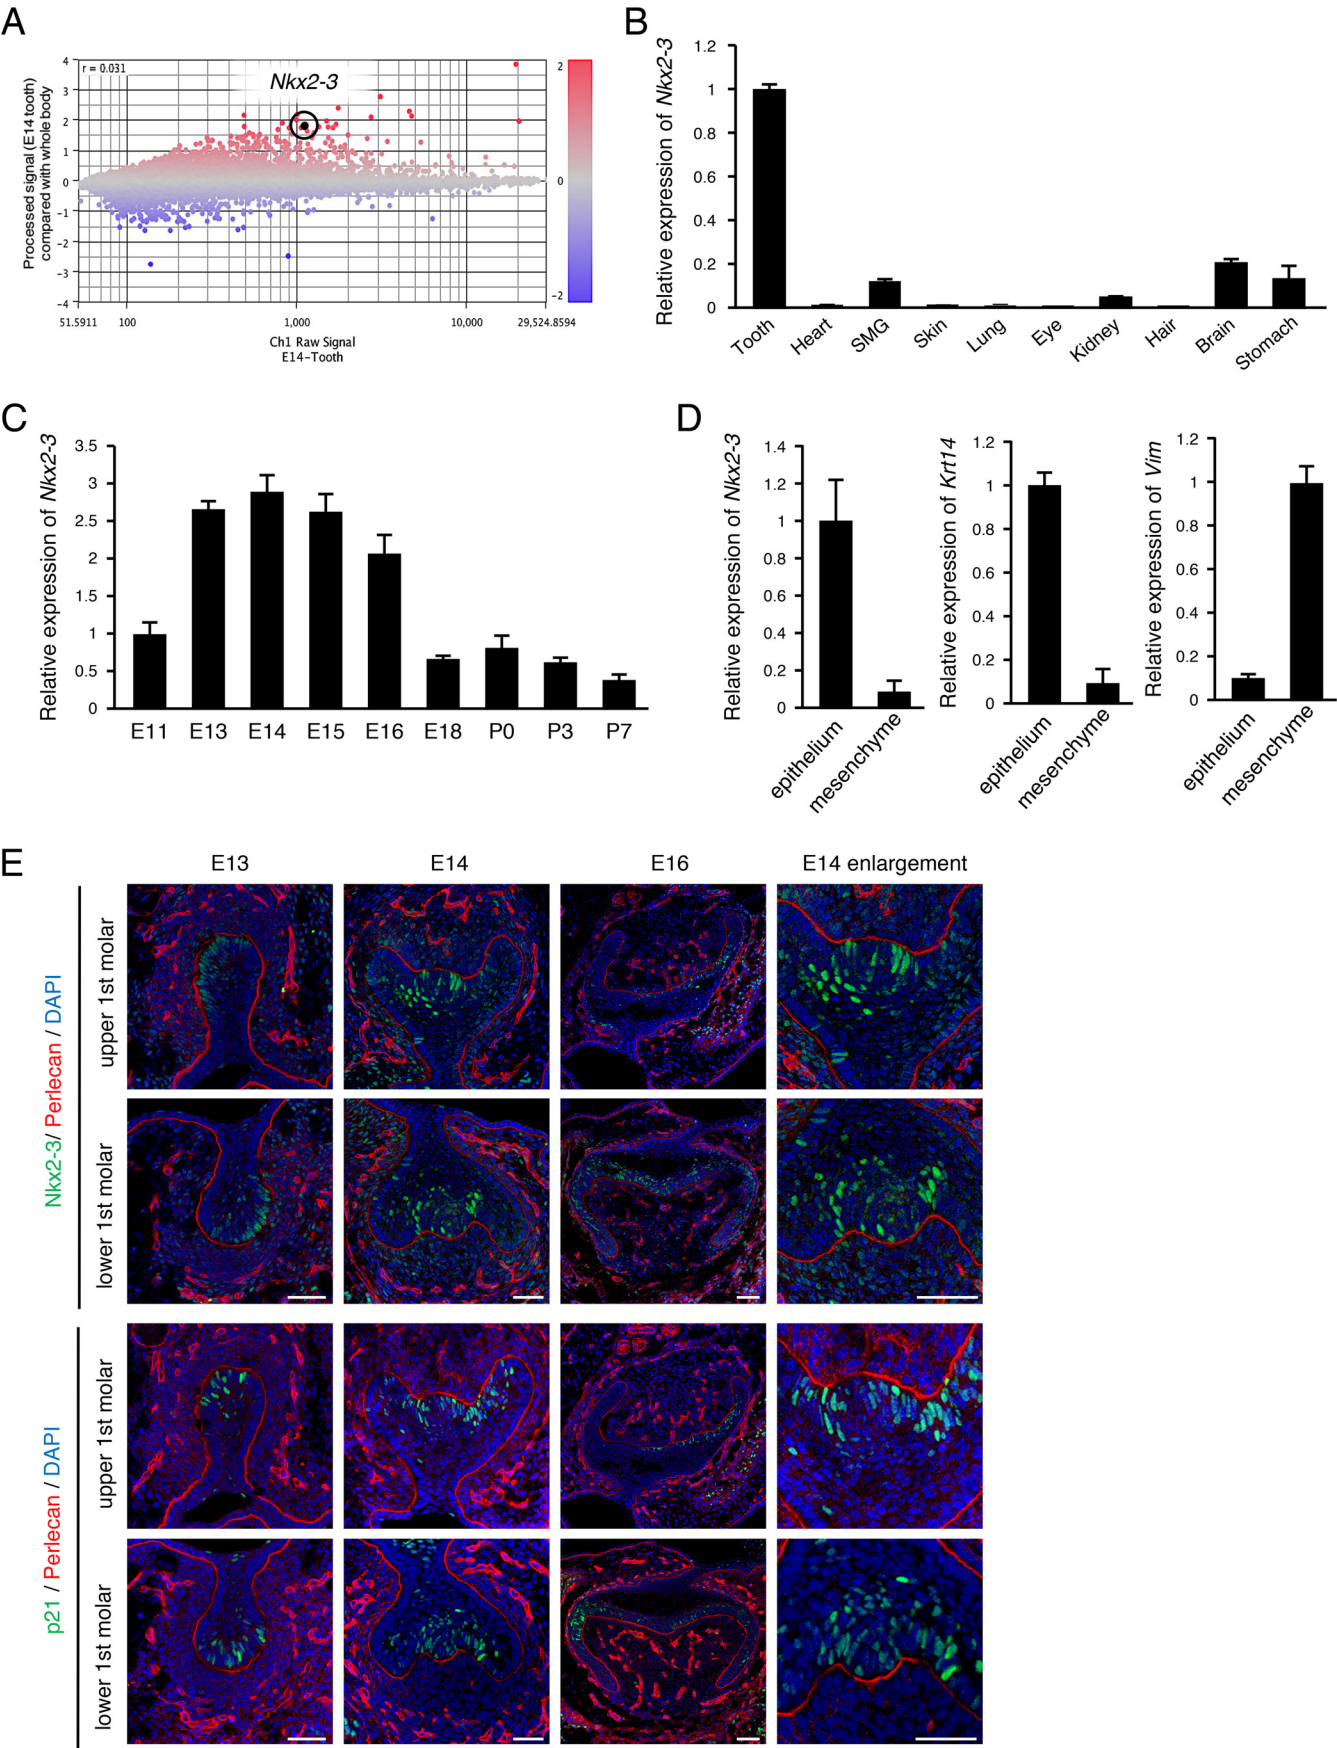 A
r = 0.031
Nkx2-3
Processed signal (E14 tooth)
compared with whole body
4
3
2
1
0
-1
-2
-3
-4
51.5911
100
1,000
10,000
29,524.8594
Ch1 Raw Signal
E14-Tooth
2
0
-2
B
Relative expression of Nkx2-3
1.2
1
0.8
0.6
0.4
0.2
0
Tooth
Heart
SMG
Skin
Lung
Eye
Kidney
Hair
Brain
Stomach
C
Relative expression of Nkx2-3
3.5
3
2.5
2
1.5
1
0.5
0
E11
E13
E14
E15
E16
E18
P0
P3
P7
D
Relative expression of Nkx2-3
1.4
1.2
1
0.8
0.6
0.4
0.2
0
epithelium
mesenchyme
Relative expression of Krt14
1.2
1
0.8
0.6
0.4
0.2
0
epithelium
mesenchyme
Relative expression of Vim
1.2
1
0.8
0.6
0.4
0.2
0
epithelium
mesenchyme
E
E13
E14
E16
E14 enlargement
Nkx2-3/ Perlecan / DAPI
upper 1st molar
lower 1st molar
p21 / Perlecan / DAPI
upper 1st molar
lower 1st molar